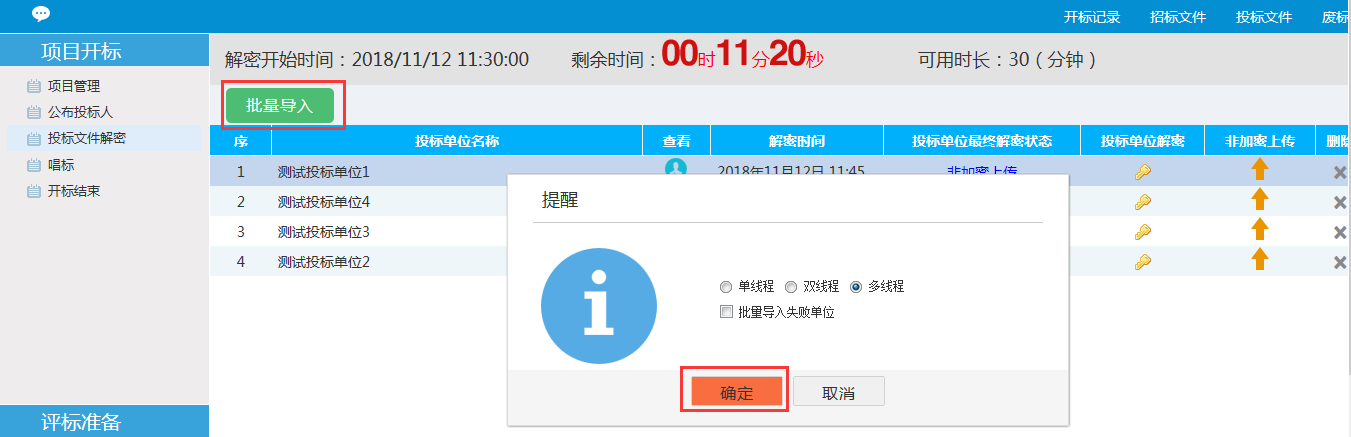 开标记录 招标文件 投标文件 废标
项目开标
项目管理
公布投标人
投标文件解密
唱标
开标结束
评标准备
解密开始时间：2018/11/12 11:30:00 剩余时间：00时11分20秒 可用时长：30（分钟）
批量导入
序 投标单位名称 查看 解密时间 投标单位最终解密状态 投标单位解密 非加密上传 删除
1 测试投标单位1 2018年11月12日 11:45 非加密上传
2 测试投标单位4
3 测试投标单位3
4 测试投标单位2
提醒
单线程 双线程 多线程
批量导入失败单位
确定 取消